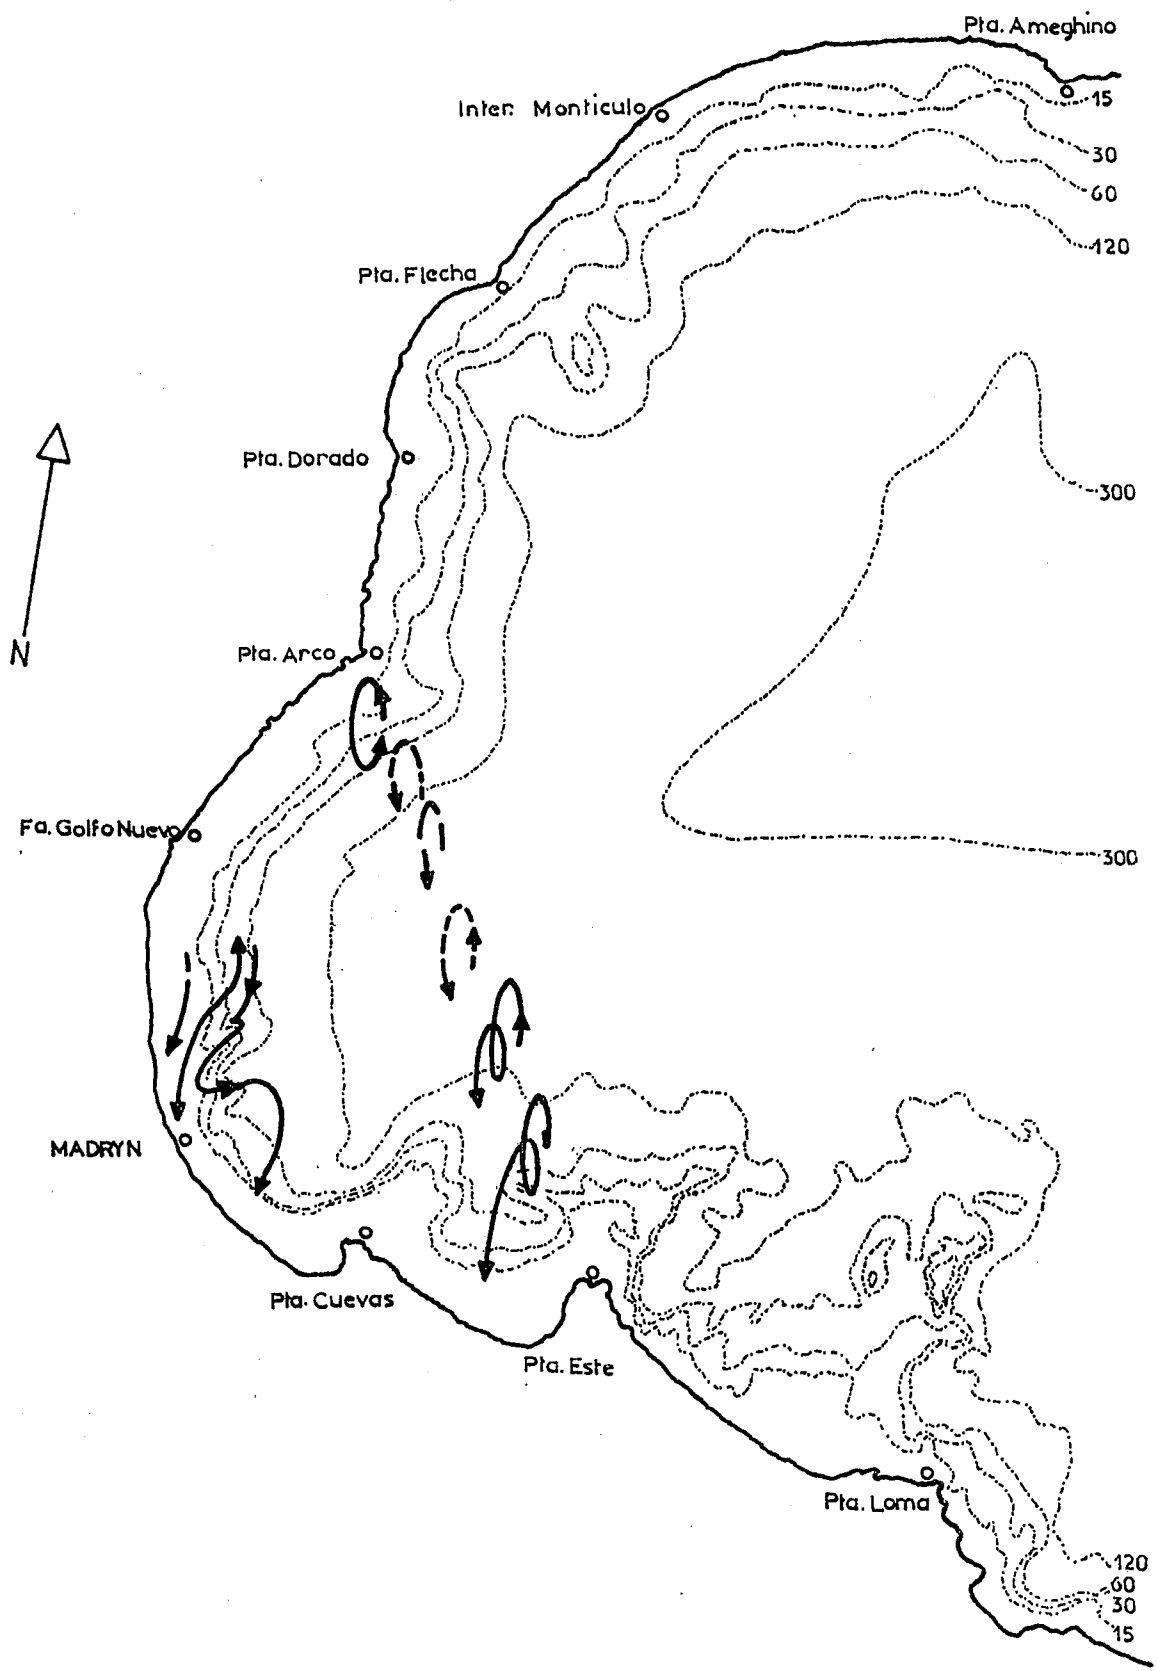 Pta. Ameghino
Inter. Monticulo
15
30
60
120
Pta. Flecha
Pta. Dorado
300
N
Pta. Arco
Fa. Golfo Nuevo
300
MADRYN
Pta. Cuevas
Pta. Este
Pta. Loma
120
60
30
15